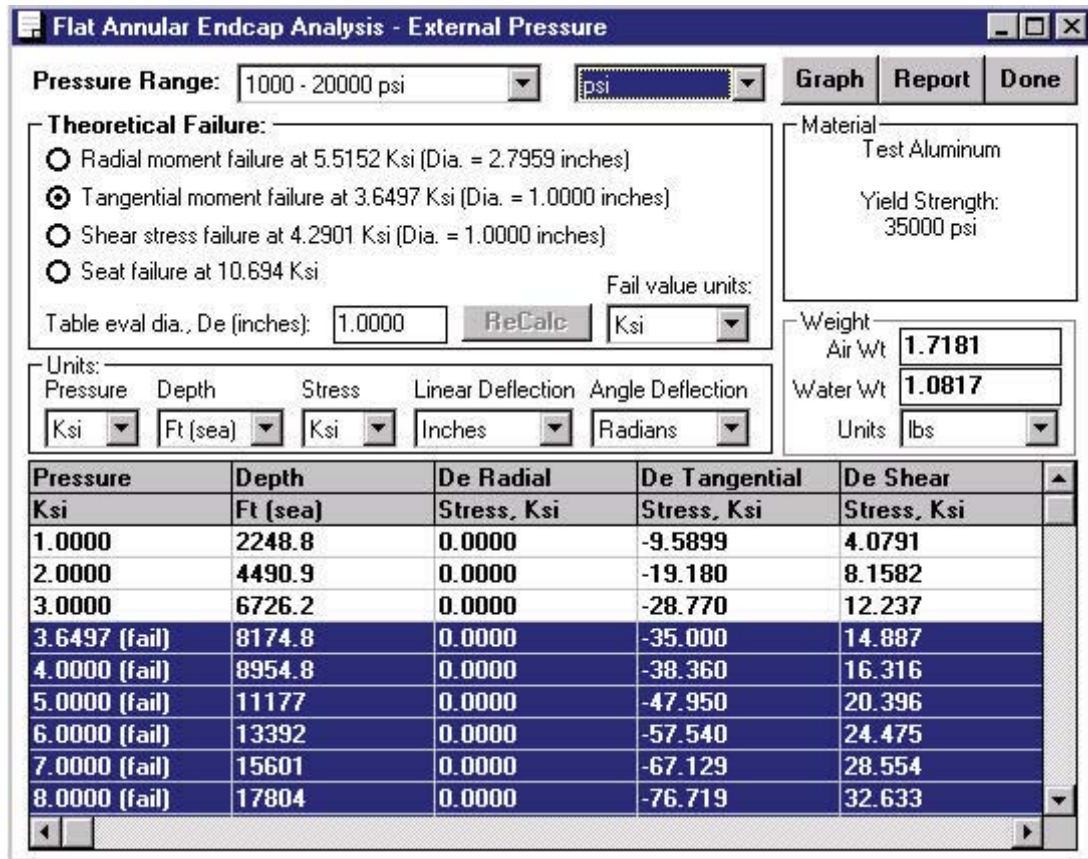 Flat Annular Endcap Analysis - External Pressure
Pressure Range: 1000 - 20000 psi psi Graph Report Done
Theoretical Failure:
Radial moment failure at 5.5152 Ksi (Dia. = 2.7959 inches)
Tangential moment failure at 3.6497 Ksi (Dia. = 1.0000 inches)
Shear stress failure at 4.2901 Ksi (Dia. = 1.0000 inches)
Seat failure at 10.694 Ksi
Fail value units:
Table eval dia., De (inches): 1.0000 ReCalc Ksi
Material
Test Aluminum
Yield Strength:
35000 psi
Units:
Pressure Depth Stress Linear Deflection Angle Deflection
Ksi Ft (sea) Ksi Inches Radians
Weight
Air Wt 1.7181
Water Wt 1.0817
Units lbs
Pressure Depth De Radial De Tangential De Shear
Ksi Ft (sea) Stress, Ksi Stress, Ksi Stress, Ksi
1.0000 2248.8 0.0000 -9.5899 4.0791
2.0000 4490.9 0.0000 -19.180 8.1582
3.0000 6726.2 0.0000 -28.770 12.237
3.6497 (fail) 8174.8 0.0000 -35.000 14.887
4.0000 (fail) 8954.8 0.0000 -38.360 16.316
5.0000 (fail) 11177 0.0000 -47.950 20.396
6.0000 (fail) 13392 0.0000 -57.540 24.475
7.0000 (fail) 15601 0.0000 -67.129 28.554
8.0000 (fail) 17804 0.0000 -76.719 32.633